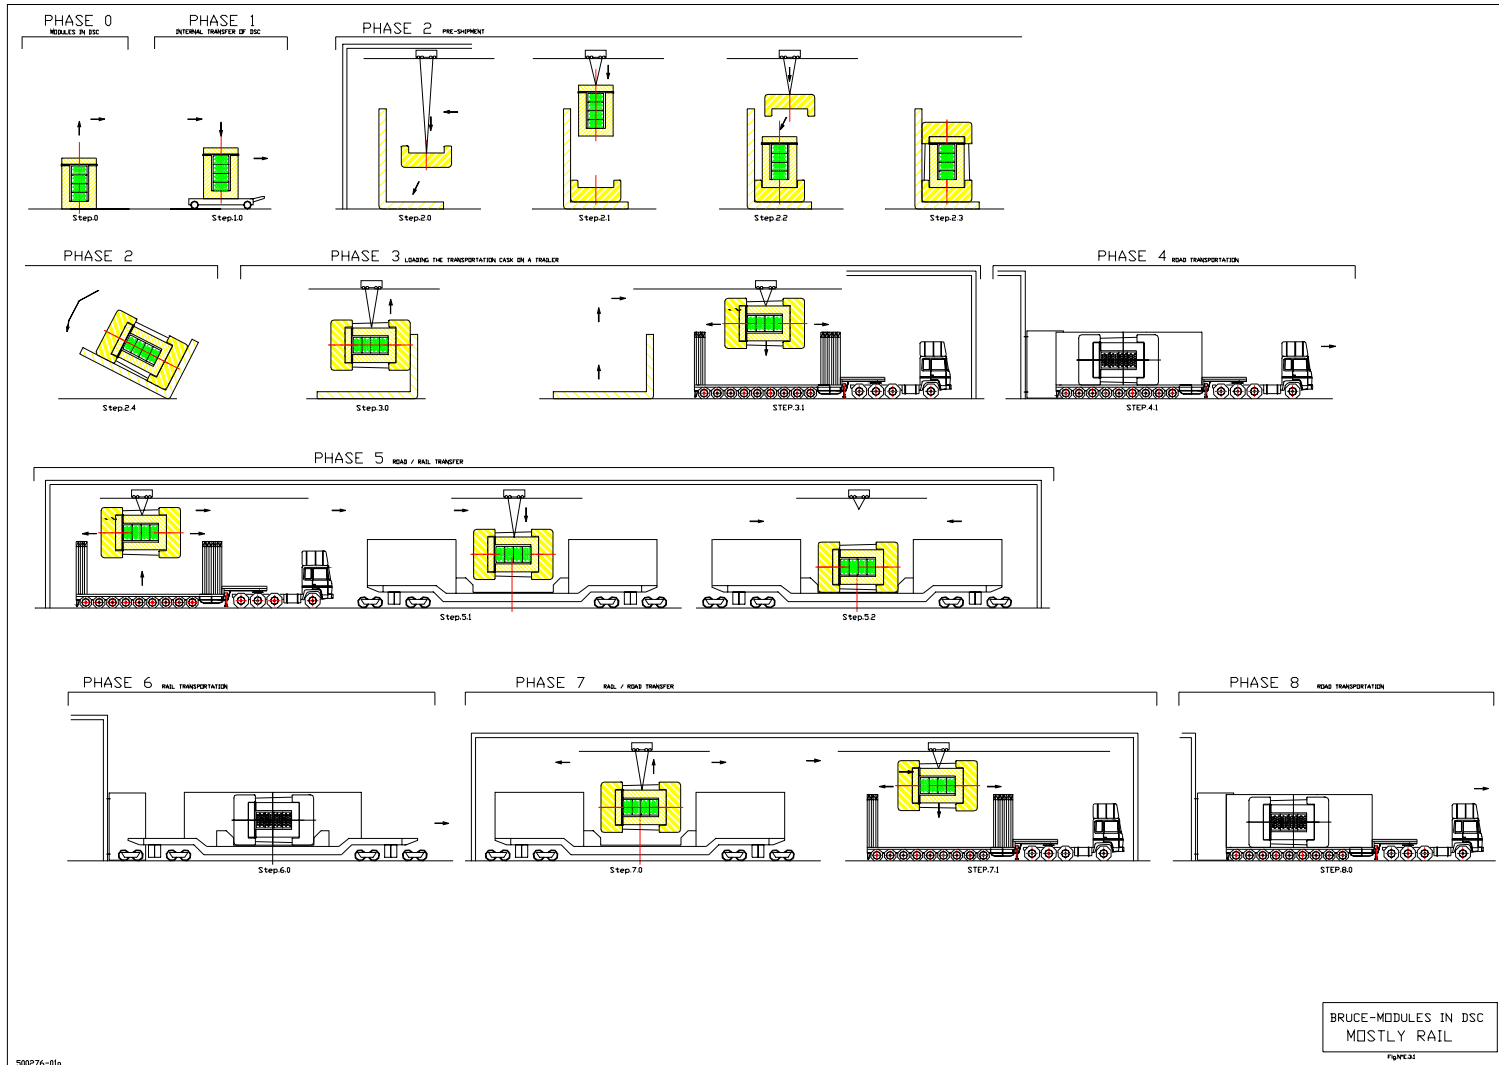 PHASE 0
MODULES IN DSC
PHASE 1
INTERNAL TRANSFER OF DSC
PHASE 2 PRE-SHIPMENT
Step.0
Step.1.0
Step.2.0
Step.2.1
Step.2.2
Step.2.3
PHASE 2
PHASE 3 LOADING THE TRANSPORTATION CASK ON A TRAILER
PHASE 4 ROAD TRANSPORTATION
Step.2.4
Step.3.0
STEP.3.1
STEP.4.1
PHASE 5 ROAD / RAIL TRANSFER
Step.5.1
Step.5.2
PHASE 6 RAIL TRANSPORTATION
PHASE 7 RAIL / ROAD TRANSFER
PHASE 8 ROAD TRANSPORTATION
Step.6.0
Step.7.0
STEP.7.1
STEP.8.0
BRUCE-MODULES IN DSC
MOSTLY RAIL